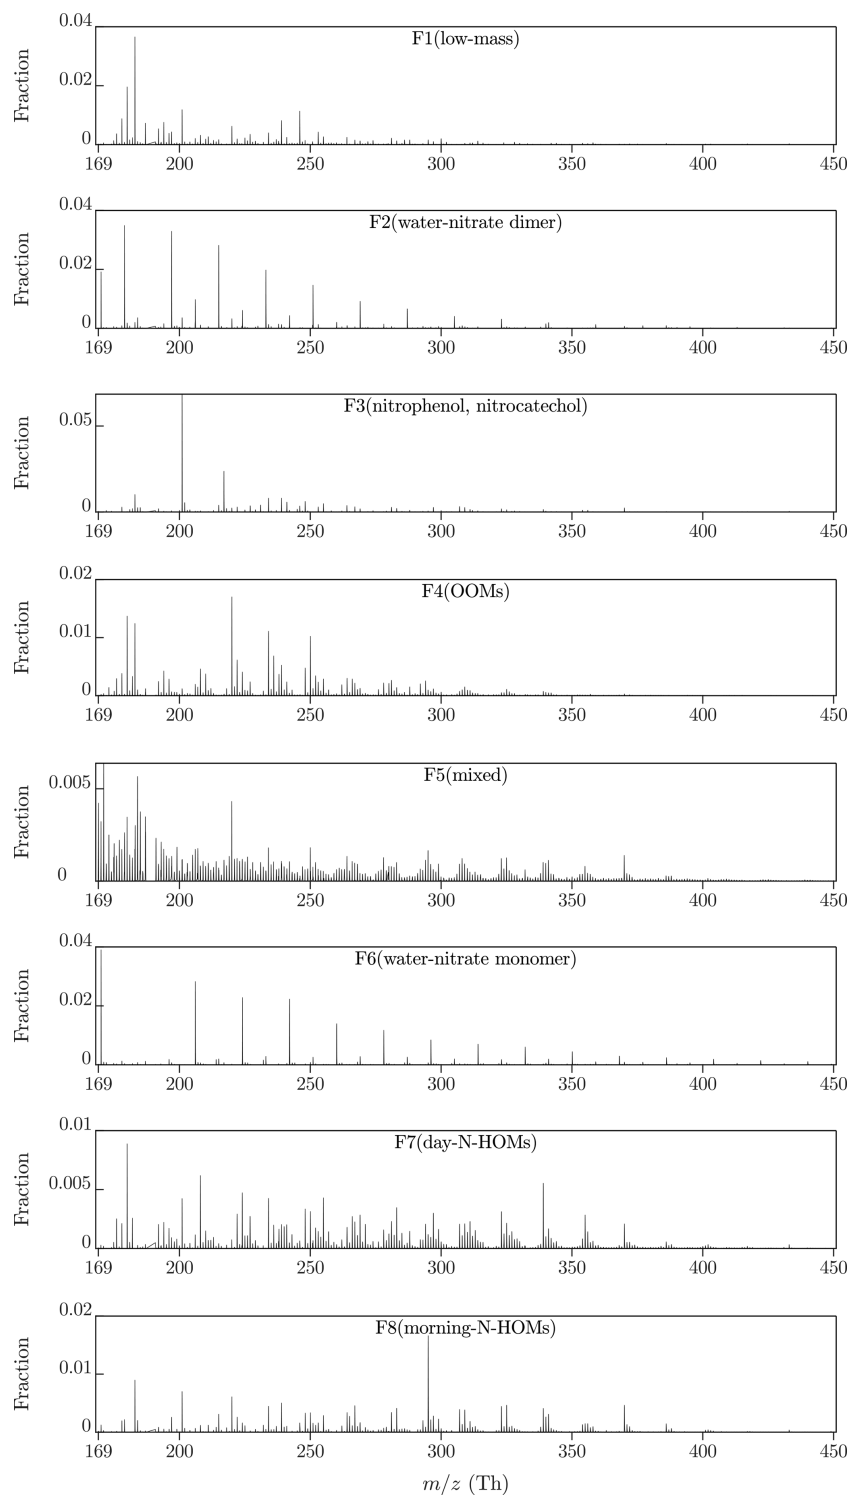 F1(low-mass)
Fraction
0.04
0.02
0
169 200 250 300 350 400 450
F2(water-nitrate dimer)
Fraction
0.04
0.02
0
169 200 250 300 350 400 450
F3(nitrophenol, nitrocatechol)
Fraction
0.05
0
169 200 250 300 350 400 450
F4(OOMs)
Fraction
0.02
0.01
0
169 200 250 300 350 400 450
F5(mixed)
Fraction
0.005
0
169 200 250 300 350 400 450
F6(water-nitrate monomer)
Fraction
0.04
0.02
0
169 200 250 300 350 400 450
F7(day-N-HOMs)
Fraction
0.01
0.005
0
169 200 250 300 350 400 450
F8(morning-N-HOMs)
Fraction
0.02
0.01
0
169 200 250 300 350 400 450
m/z (Th)